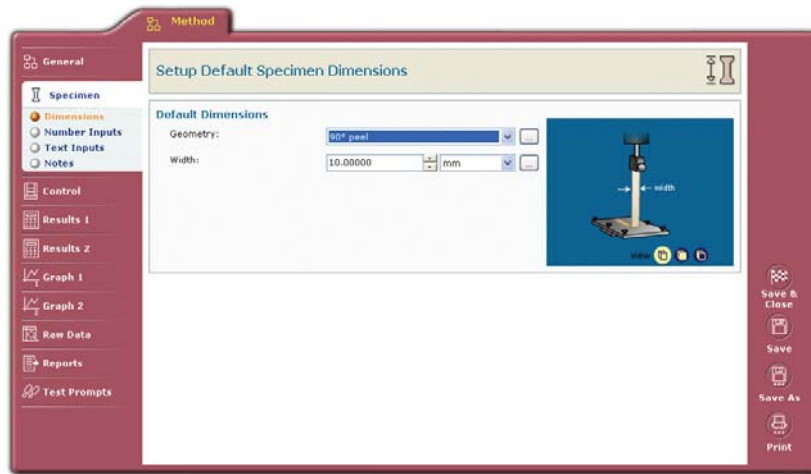 Method
General
Specimen
Dimensions
Number Inputs
Text Inputs
Notes
Control
Results 1
Results 2
Graph 1
Graph 2
Raw Data
Reports
Test Prompts
Setup Default Specimen Dimensions
Default Dimensions
Geometry:
90° peel
...
Width:
10.00000
mm
...
width
view
Save &
Close
Save
Save As
Print